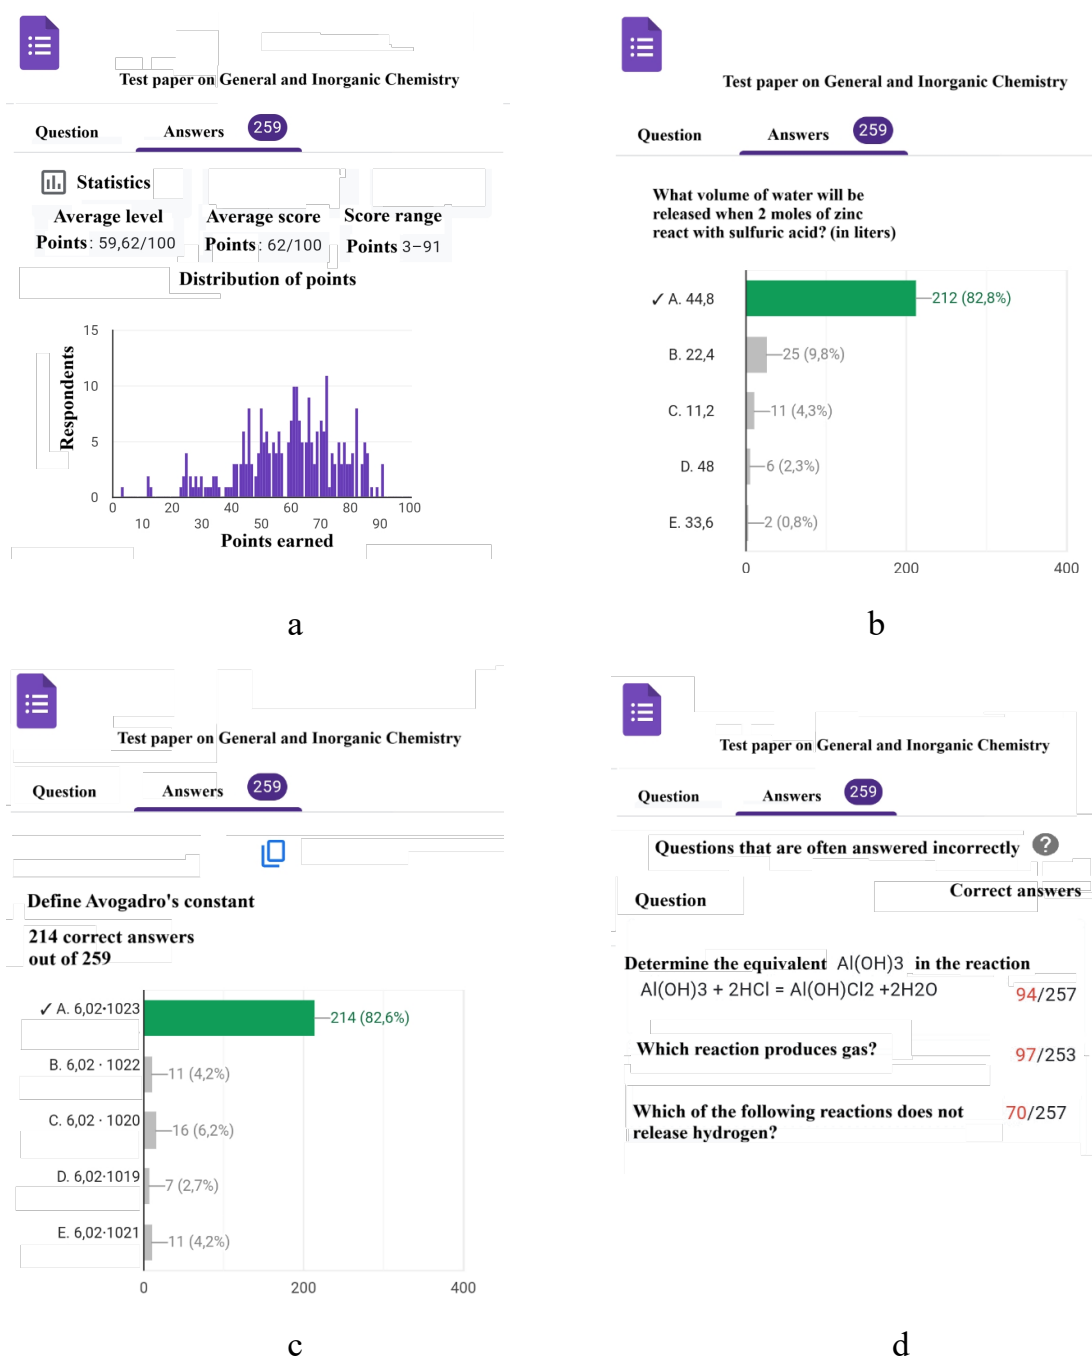 Test paper on General and Inorganic Chemistry
Question Answers 259
Statistics
Average level Average score Score range
Points: 59,62/100 Points: 62/100 Points 3–91
Distribution of points
Respondents
15
10
5
0
0 20 40 60 80 100
10 30 50 70 90
Points earned
a
Test paper on General and Inorganic Chemistry
Question Answers 259
What volume of water will be
released when 2 moles of zinc
react with sulfuric acid? (in liters)
✓ A. 44,8 212 (82,8%)
B. 22,4 25 (9,8%)
C. 11,2 11 (4,3%)
D. 48 6 (2,3%)
E. 33,6 2 (0,8%)
0 200 400
b
Test paper on General and Inorganic Chemistry
Question Answers 259
Define Avogadro's constant
214 correct answers
out of 259
✓ A. 6,02·1023 214 (82,6%)
B. 6,02 · 1022 11 (4,2%)
C. 6,02 · 1020 16 (6,2%)
D. 6,02·1019 7 (2,7%)
E. 6,02·1021 11 (4,2%)
0 200 400
c
Test paper on General and Inorganic Chemistry
Question Answers 259
Questions that are often answered incorrectly ?
Question Correct answers
Determine the equivalent Al(OH)3 in the reaction
Al(OH)3 + 2HCl = Al(OH)Cl2 +2H2O 94/257
Which reaction produces gas? 97/253
Which of the following reactions does not 70/257
release hydrogen?
d